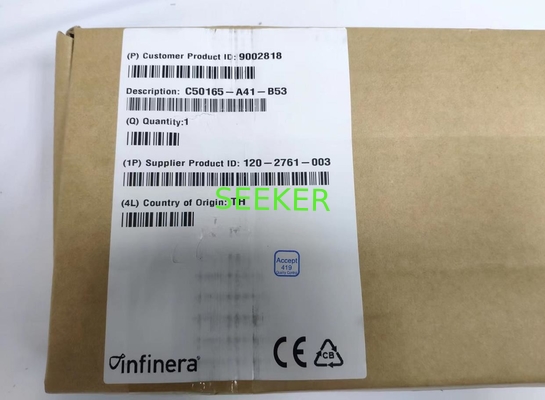 (P) Customer Product ID: 9002818
Description: C50165-A41-B53
(Q) Quantity:1
(1P) Supplier Product ID: 120-2761-003
SEEKER
(4L) Country of Origin: TH
Accept
419
infinera
CE
CB